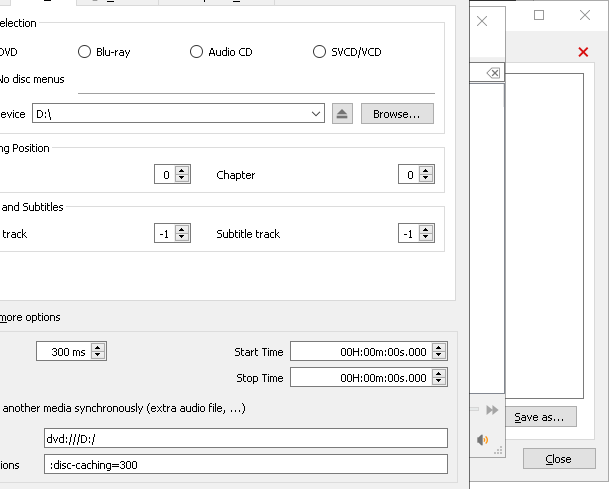 election
DVD
Blu-ray
Audio CD
SVCD/VCD
No disc menus
evice
D:\
Browse...
ng Position
0
Chapter
0
and Subtitles
track
-1
Subtitle track
-1
more options
300 ms
Start Time
00H:00m:00s.000
Stop Time
00H:00m:00s.000
another media synchronously (extra audio file, ...)
dvd:///D:/
ions
:disc-caching=300
Save as...
Close